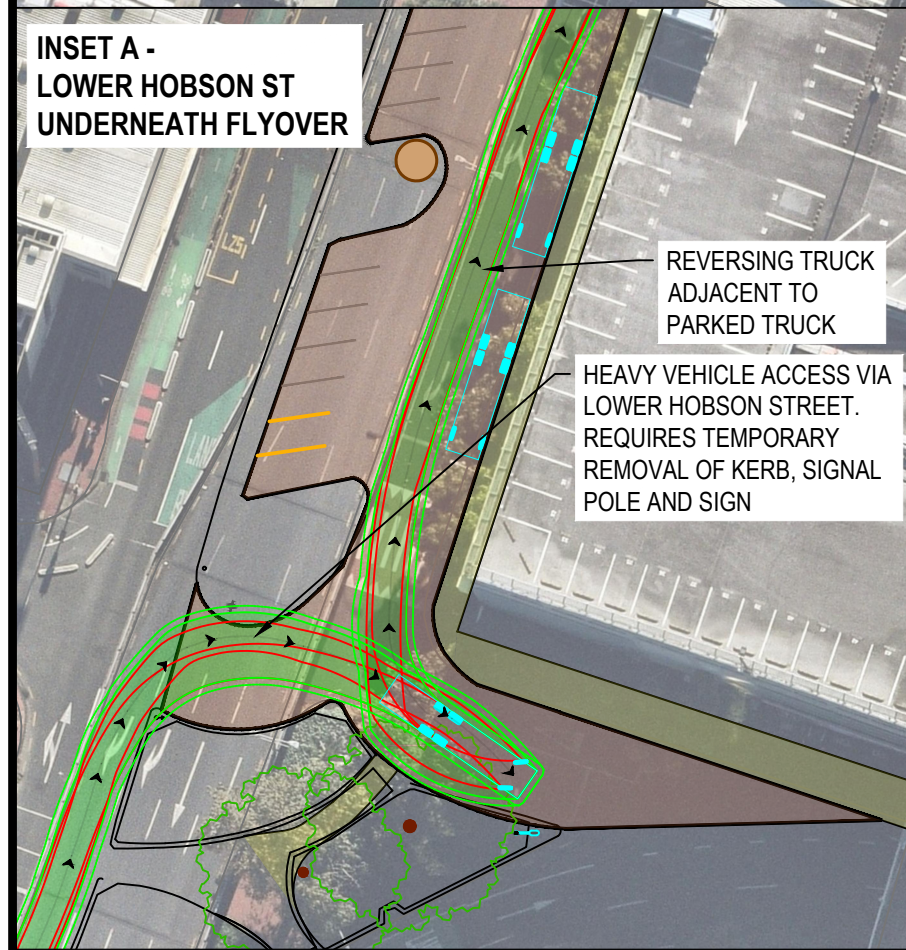 INSET A -
LOWER HOBSON ST
UNDERNEATH FLYOVER
REVERSING TRUCK
ADJACENT TO
PARKED TRUCK
HEAVY VEHICLE ACCESS VIA
LOWER HOBSON STREET.
REQUIRES TEMPORARY
REMOVAL OF KERB, SIGNAL
POLE AND SIGN